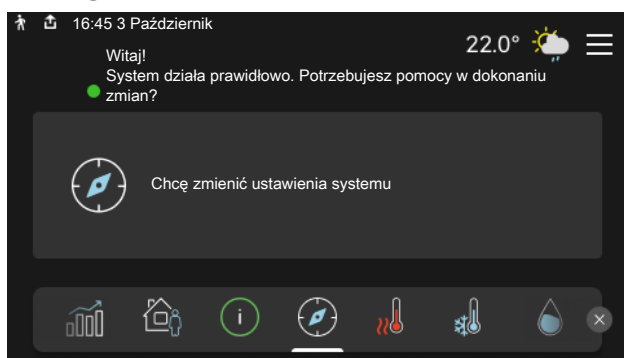 16:45 3 Październik
22.0°
Witaj!
System działa prawidłowo. Potrzebujesz pomocy w dokonaniu
zmian?
Chcę zmienić ustawienia systemu
i